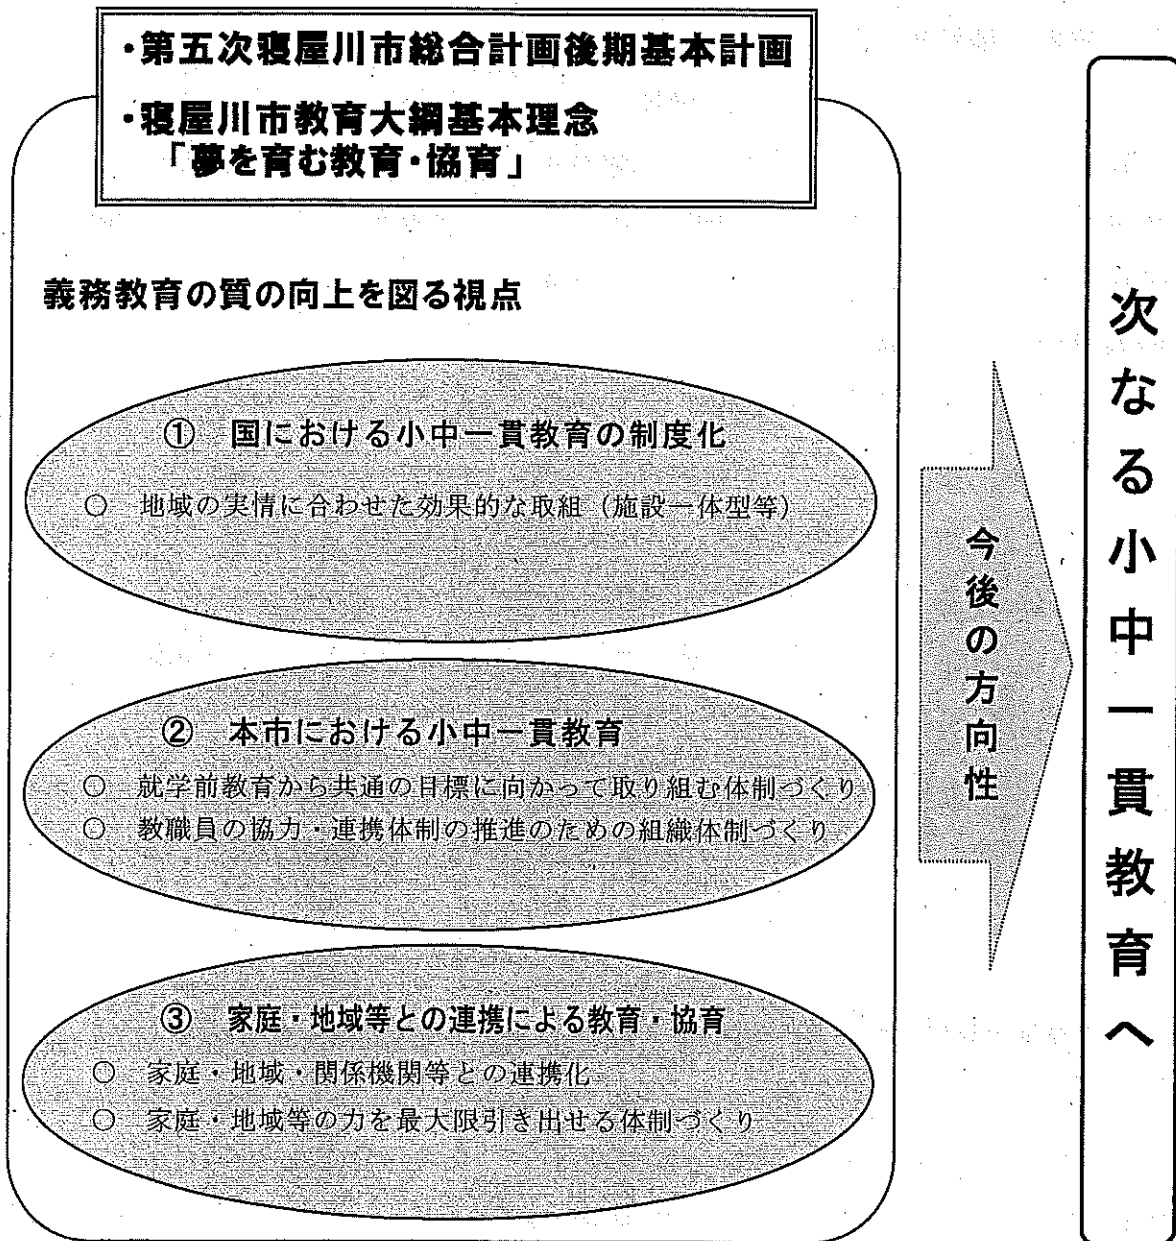 ・第五次寝屋川市総合計画後期基本計画
・寝屋川市教育大綱基本理念
「夢を育む教育・協育」
義務教育の質の向上を図る視点
① 国における小中一貫教育の制度化
○ 地域の実情に合わせた効果的な取組（施設一体型等）
② 本市における小中一貫教育
○ 就学前教育から共通の目標に向かって取り組む体制づくり
○ 教職員の協力・連携体制の推進のための組織体制づくり
③ 家庭・地域等との連携による教育・協育
○ 家庭・地域・関係機関等との連携化
○ 家庭・地域等の力を最大限引き出せる体制づくり
今後の方向性
次なる小中一貫教育へ